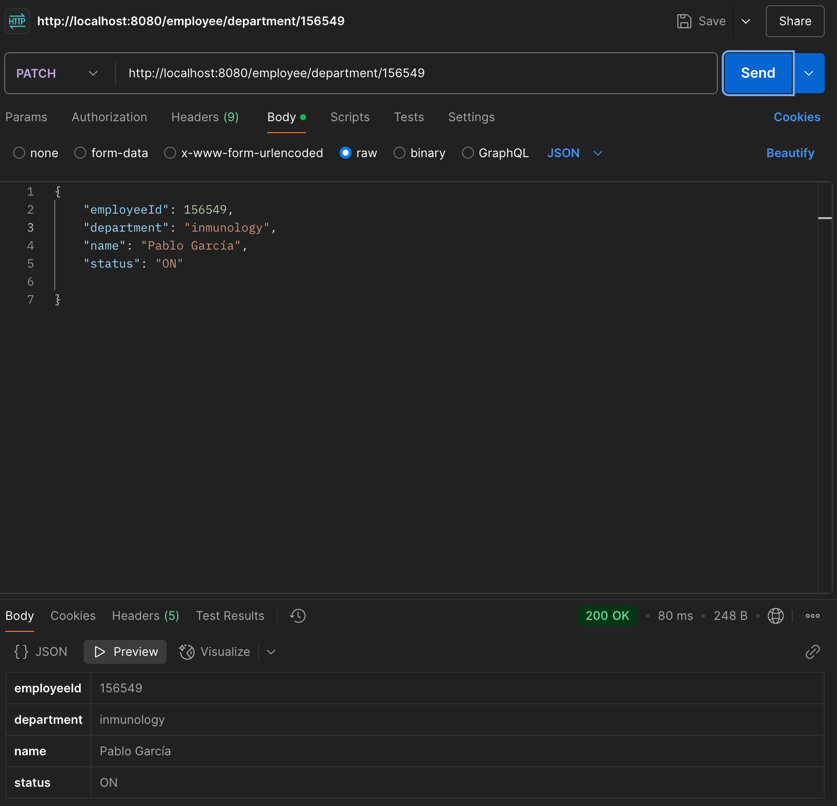 HTTP http://localhost:8080/employee/department/156549 Save Share
PATCH http://localhost:8080/employee/department/156549 Send
Params Authorization Headers (9) Body Scripts Tests Settings Cookies
none form-data x-www-form-urlencoded raw binary GraphQL JSON Beautify
1 {
2 "employeeId": 156549,
3 "department": "inmunology",
4 "name": "Pablo García",
5 "status": "ON"
6
7 }
Body Cookies Headers (5) Test Results 200 OK • 80 ms • 248 B •
{} JSON Preview Visualize
employeeId 156549
department inmunology
name Pablo García
status ON